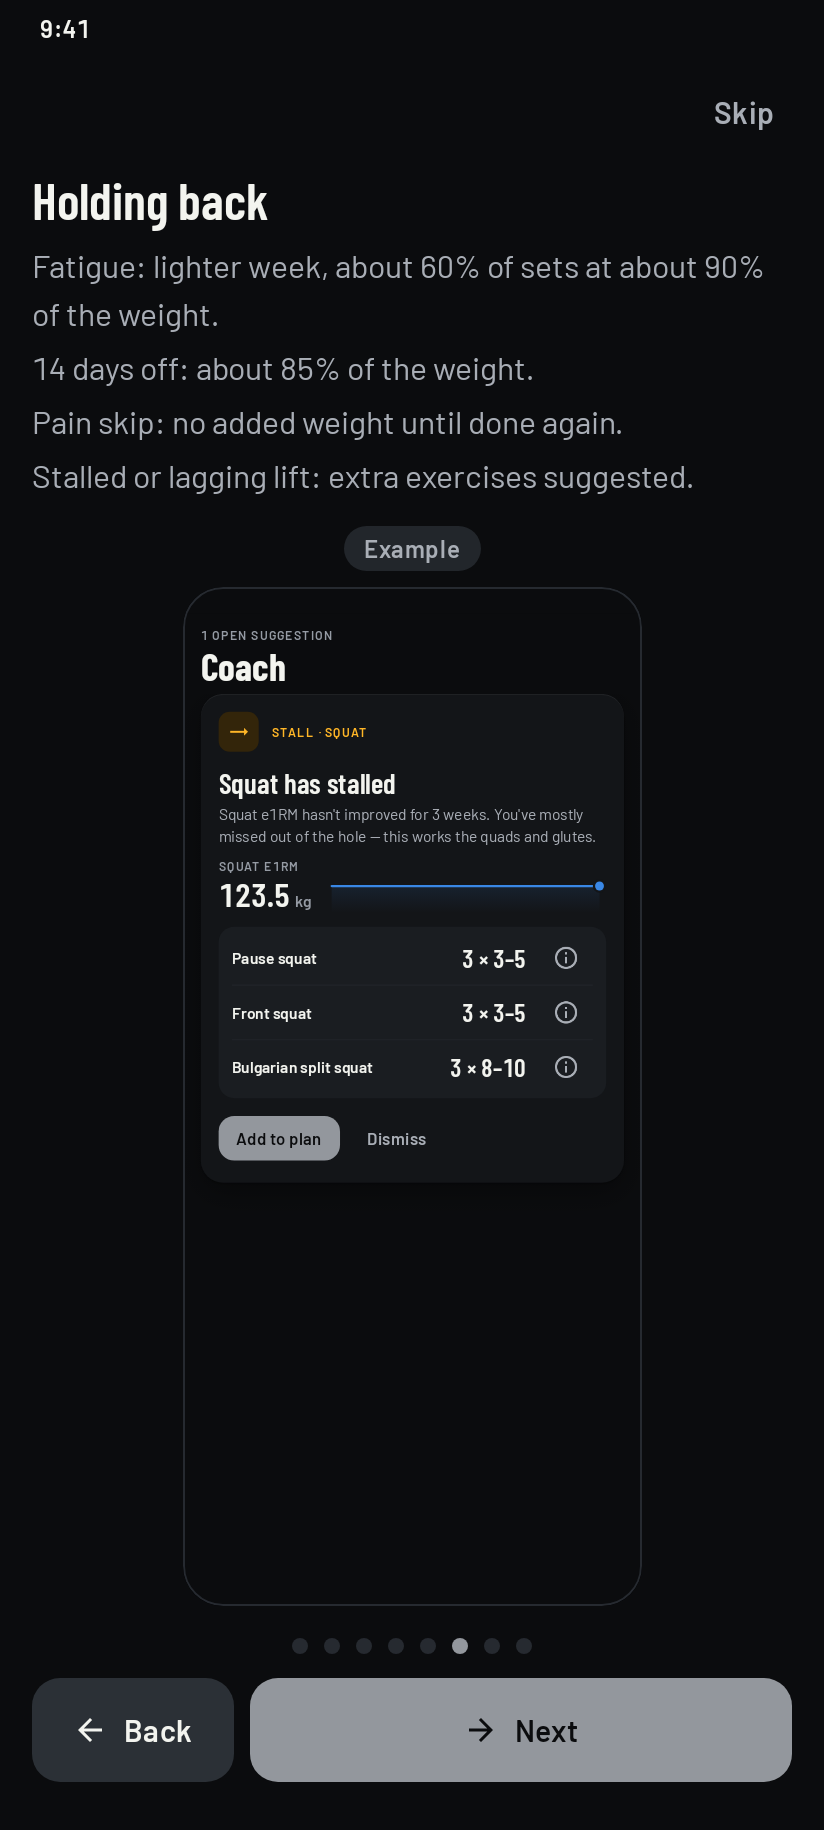 9:41
Skip
Holding back
Fatigue: lighter week, about 60% of sets at about 90%
of the weight.
14 days off: about 85% of the weight.
Pain skip: no added weight until done again.
Stalled or lagging lift: extra exercises suggested.
Example
1 OPEN SUGGESTION
Coach
STALL · SQUAT
Squat has stalled
Squat e1RM hasn't improved for 3 weeks. You've mostly
missed out of the hole — this works the quads and glutes.
SQUAT E1RM
123.5 kg
Pause squat 3 × 3–5
Front squat 3 × 3–5
Bulgarian split squat 3 × 8–10
Add to plan Dismiss
Back Next